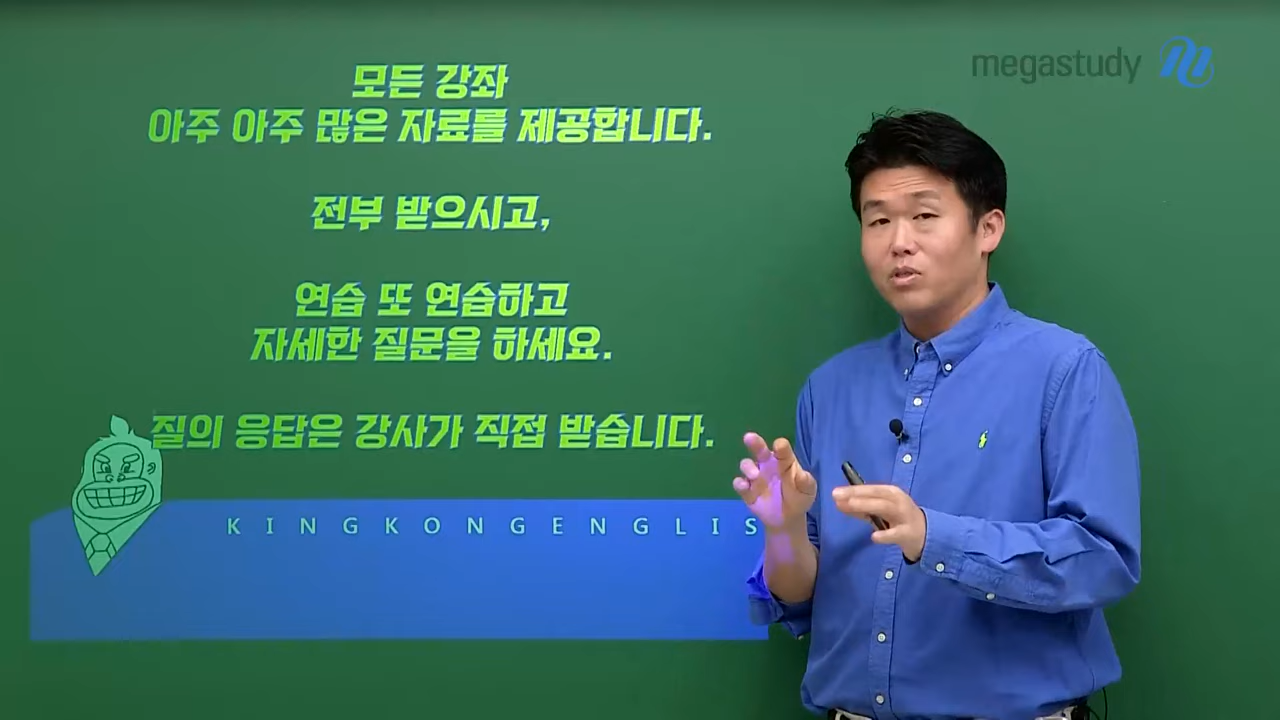 megastudy
모든 강좌
아주 아주 많은 자료를 제공합니다.
전부 받으시고,
연습 또 연습하고
자세한 질문을 하세요.
질의 응답은 강사가 직접 받습니다.
KINGKONGENGLIS